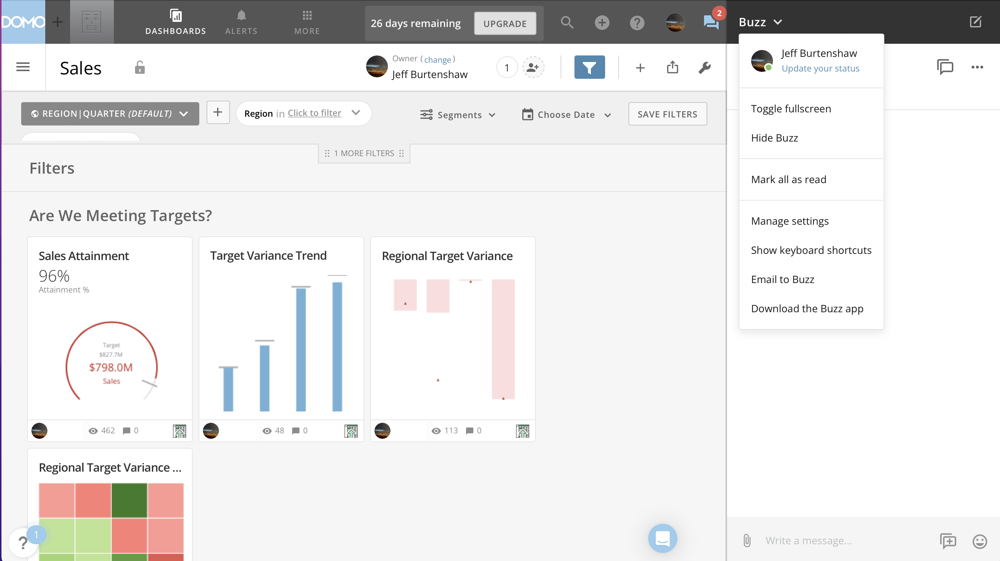 DOMO
DASHBOARDS
ALERTS
MORE
26 days remaining
UPGRADE
2
Buzz
Sales
Owner (change)
Jeff Burtenshaw
1
Jeff Burtenshaw
Update your status
Toggle fullscreen
Hide Buzz
Mark all as read
Manage settings
Show keyboard shortcuts
Email to Buzz
Download the Buzz app
REGION|QUARTER (DEFAULT)
Region in Click to filter
Segments
Choose Date
SAVE FILTERS
1 MORE FILTERS
Filters
Are We Meeting Targets?
Sales Attainment
96%
Attainment %
Target
$827.7M
$798.0M
Sales
462
0
Target Variance Trend
48
0
Regional Target Variance
113
0
Regional Target Variance ...
?
1
Write a message...